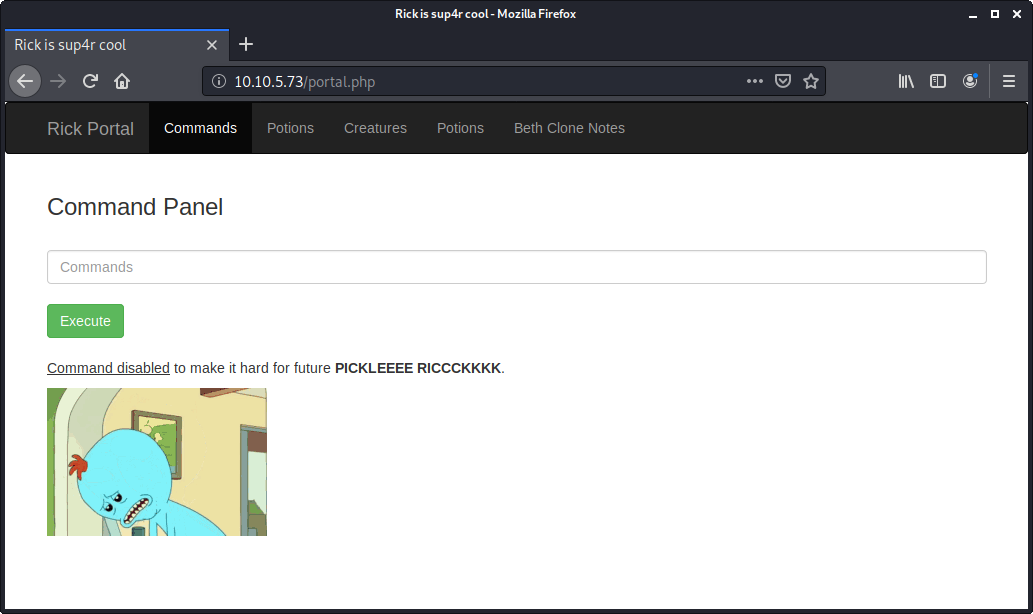 Rick is sup4r cool - Mozilla Firefox
Rick is sup4r cool
10.10.5.73/portal.php
Rick Portal Commands Potions Creatures Potions Beth Clone Notes
Command Panel
Commands
Execute
Command disabled to make it hard for future PICKLEEEE RICCCKKKK.